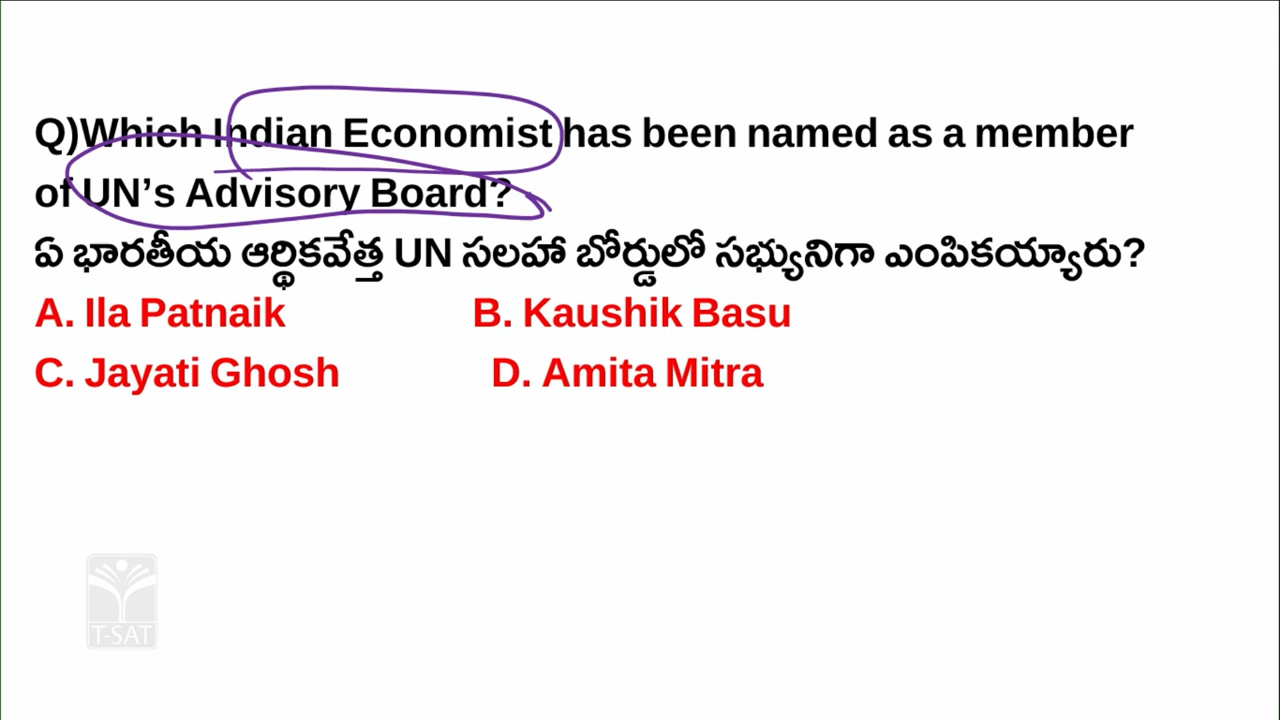 Q)Which Indian Economist has been named as a member
of UN’s Advisory Board?
ఏ భారతీయ ఆర్థికవేత్త UN సలహా బోర్డులో సభ్యునిగా ఎంపికయ్యారు?
A. Ila Patnaik B. Kaushik Basu
C. Jayati Ghosh D. Amita Mitra
T-SAT